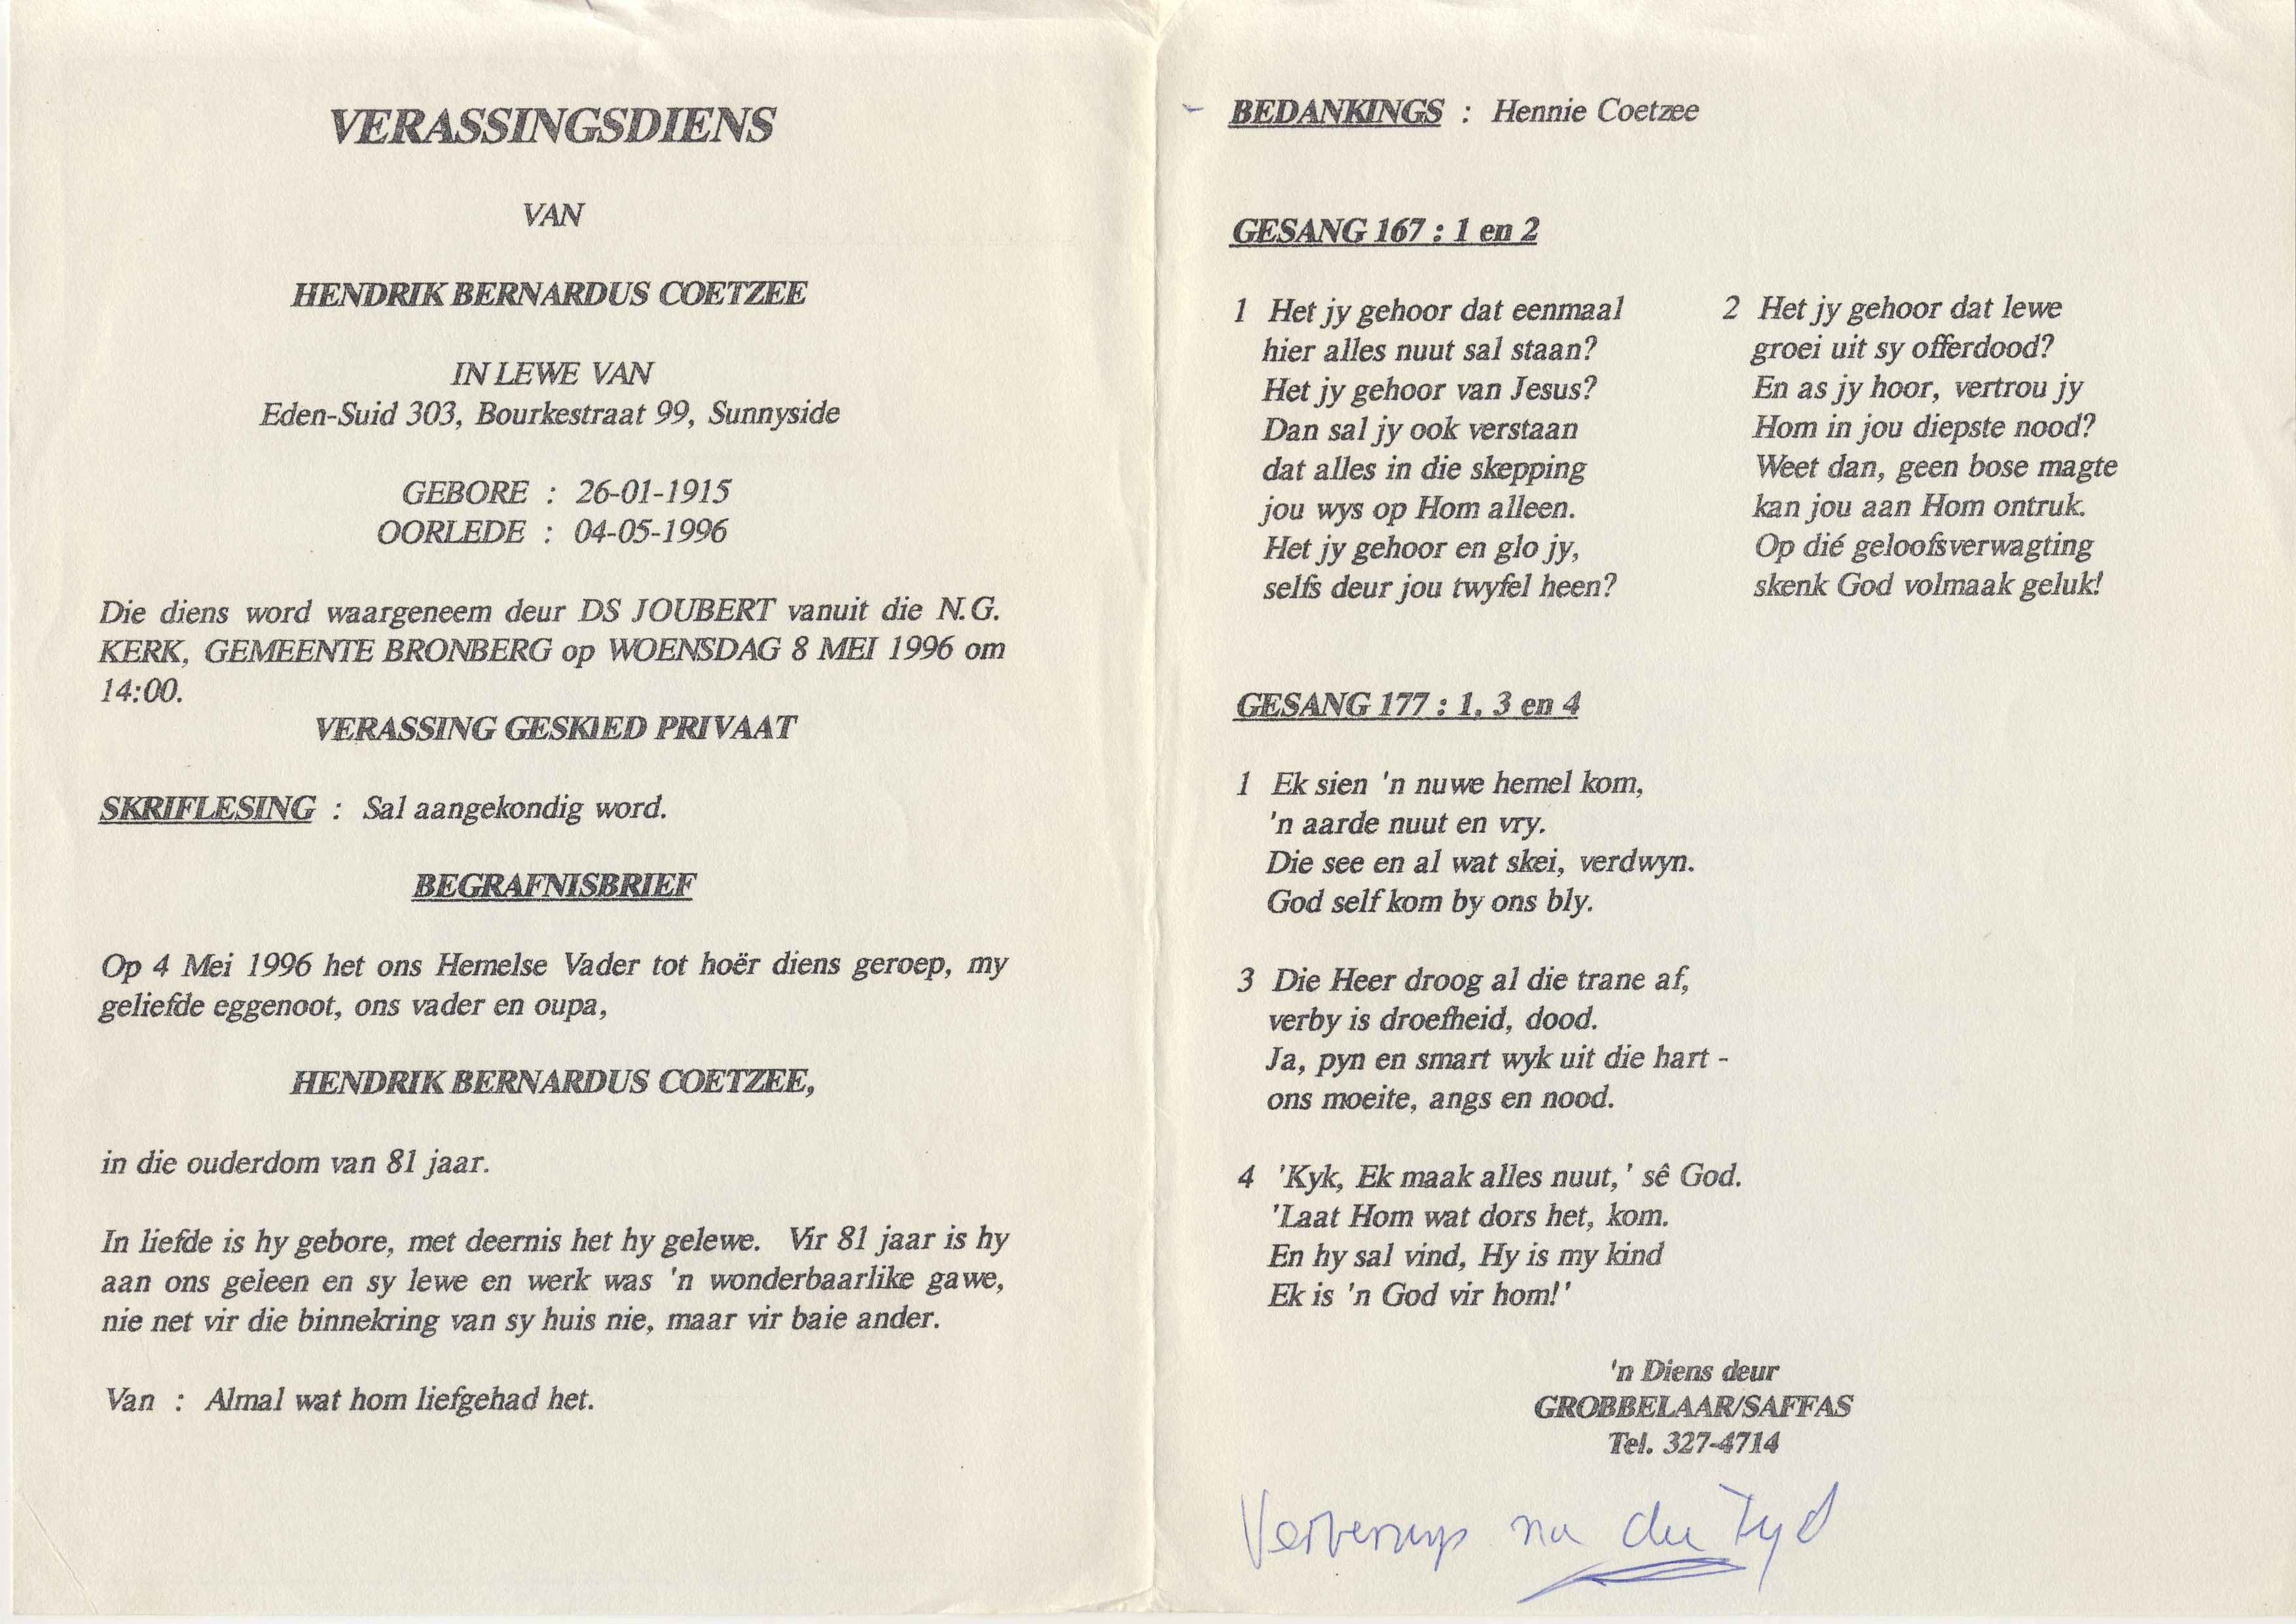 VERASSINGSDIENS
VAN
HENDRIK BERNARDUS COETZEE
IN LEWE VAN
Eden-Suid 303, Bourkestraat 99, Sunnyside
GEBORE : 26-01-1915
OORLEDE : 04-05-1996
Die diens word waargeneem deur DS JOUBERT vanuit die N.G.
KERK, GEMEENTE BRONBERG op WOENSDAG 8 MEI 1996 om
14:00.
VERASSING GESKIED PRIVAAT
SKRIFLESING : Sal aangekondig word.
BEGRAFNISBRIEF
Op 4 Mei 1996 het ons Hemelse Vader tot hoër diens geroep, my
geliefde eggenoot, ons vader en oupa,
HENDRIK BERNARDUS COETZEE,
in die ouderdom van 81 jaar.
In liefde is hy gebore, met deernis het hy gelewe. Vir 81 jaar is hy
aan ons geleen en sy lewe en werk was 'n wonderbaarlike gawe,
nie net vir die binnekring van sy huis nie, maar vir baie ander.
Van : Almal wat hom liefgehad het.
BEDANKINGS : Hennie Coetzee
GESANG 167 : 1 en 2
1 Het jy gehoor dat eenmaal
hier alles nuut sal staan?
Het jy gehoor van Jesus?
Dan sal jy ook verstaan
dat alles in die skepping
jou wys op Hom alleen.
Het jy gehoor en glo jy,
selfs deur jou twyfel heen?
2 Het jy gehoor dat lewe
groei uit sy offerdood?
En as jy hoor, vertrou jy
Hom in jou diepste nood?
Weet dan, geen bose magte
kan jou aan Hom ontruk.
Op dié geloofsverwagting
skenk God volmaak geluk!
GESANG 177 : 1, 3 en 4
1 Ek sien 'n nuwe hemel kom,
'n aarde nuut en vry.
Die see en al wat skei, verdwyn.
God self kom by ons bly.
3 Die Heer droog al die trane af,
verby is droefheid, dood.
Ja, pyn en smart wyk uit die hart -
ons moeite, angs en nood.
4 'Kyk, Ek maak alles nuut,' sê God.
'Laat Hom wat dors het, kom.
En hy sal vind, Hy is my kind
Ek is 'n God vir hom!'
'n Diens deur
GROBBELAAR/SAFFAS
Tel. 327-4714
na die Tyd